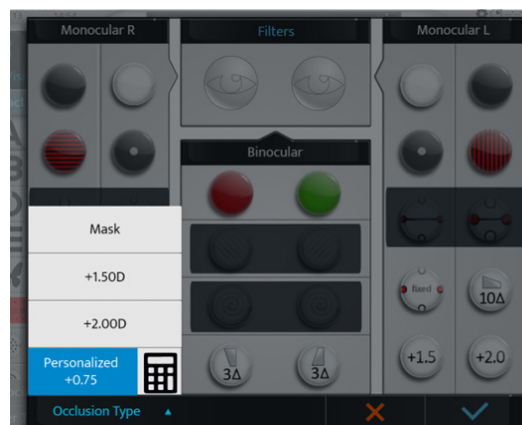 Monocular R
Filters
Monocular L
Binocular
Mask
+1.50D
+2.00D
Personalized
+0.75
fixed
10Δ
3Δ
3Δ
+1.5
+2.0
Occlusion Type